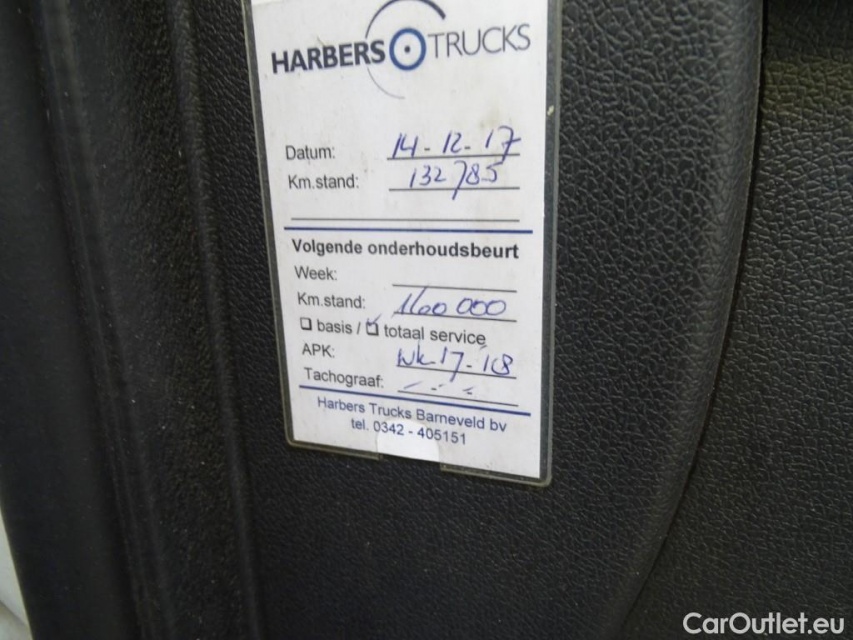 HARBERS TRUCKS
Datum: 14-12-17
Km.stand: 132785
Volgende onderhoudsbeurt
Week:
Km.stand: 160 000
basis / totaal service
APK: wk 17-'18
Tachograaf: - . - . -
Harbers Trucks Barneveld bv
tel. 0342 - 405151
CarOutlet.eu